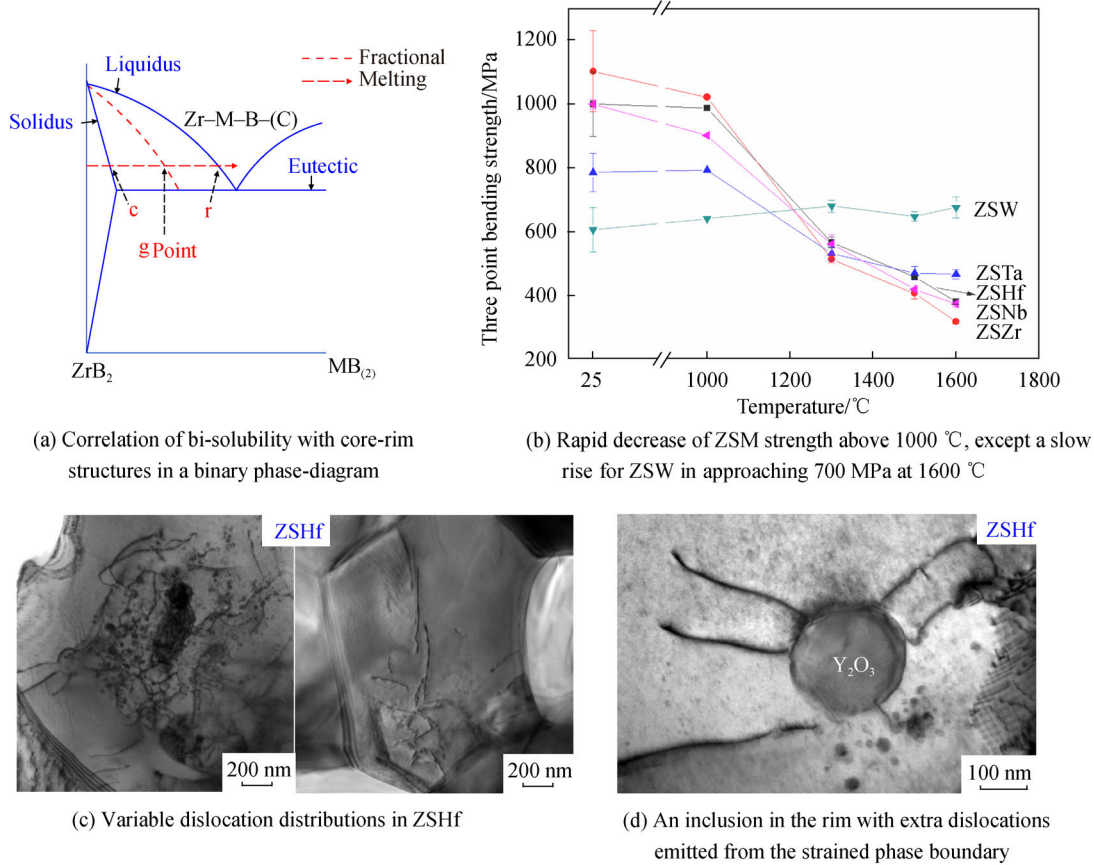 Liquidus
Solidus
Fractional
Melting
Zr–M–B–(C)
Eutectic
c
r
g Point
ZrB₂
MB₍₂₎
Three point bending strength/MPa
1200
1000
800
600
400
200
ZSW
ZSTa
ZSHf
ZSNb
ZSZr
25
1000
1200
1400
1600
1800
Temperature/℃
(a) Correlation of bi-solubility with core-rim
structures in a binary phase-diagram
(b) Rapid decrease of ZSM strength above 1000 ℃, except a slow
rise for ZSW in approaching 700 MPa at 1600 ℃
ZSHf
200 nm
200 nm
(c) Variable dislocation distributions in ZSHf
ZSHf
Y₂O₃
100 nm
(d) An inclusion in the rim with extra dislocations
emitted from the strained phase boundary